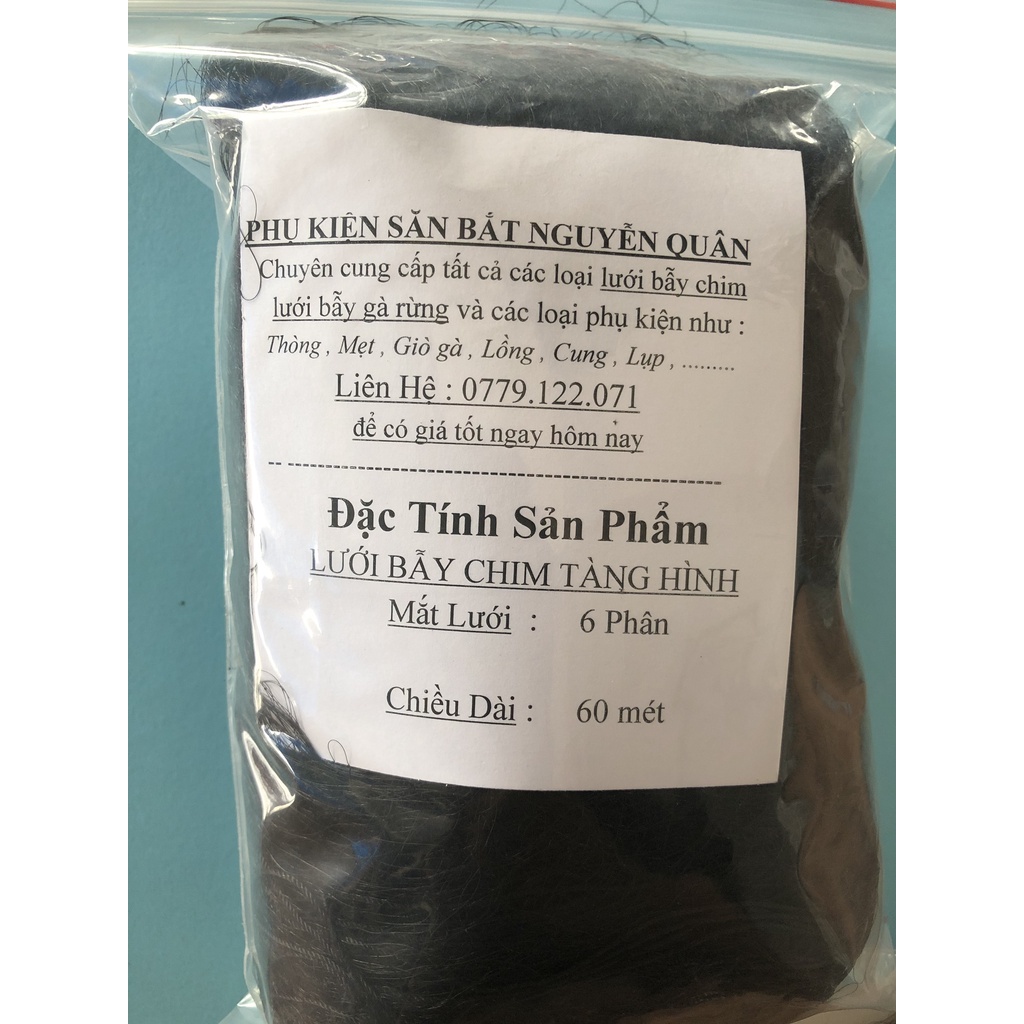 PHỤ KIỆN SĂN BẮT NGUYỄN QUÂN
Chuyên cung cấp tất cả các loại lưới bẫy chim
lưới bẫy gà rừng và các loại phụ kiện như :
Thòng , Mẹt , Giò gà , Lồng , Cung , Lụp , .........
Liên Hệ : 0779.122.071
để có giá tốt ngay hôm nay
Đặc Tính Sản Phẩm
LƯỚI BẪY CHIM TÀNG HÌNH
Mắt Lưới : 6 Phân
Chiều Dài : 60 mét